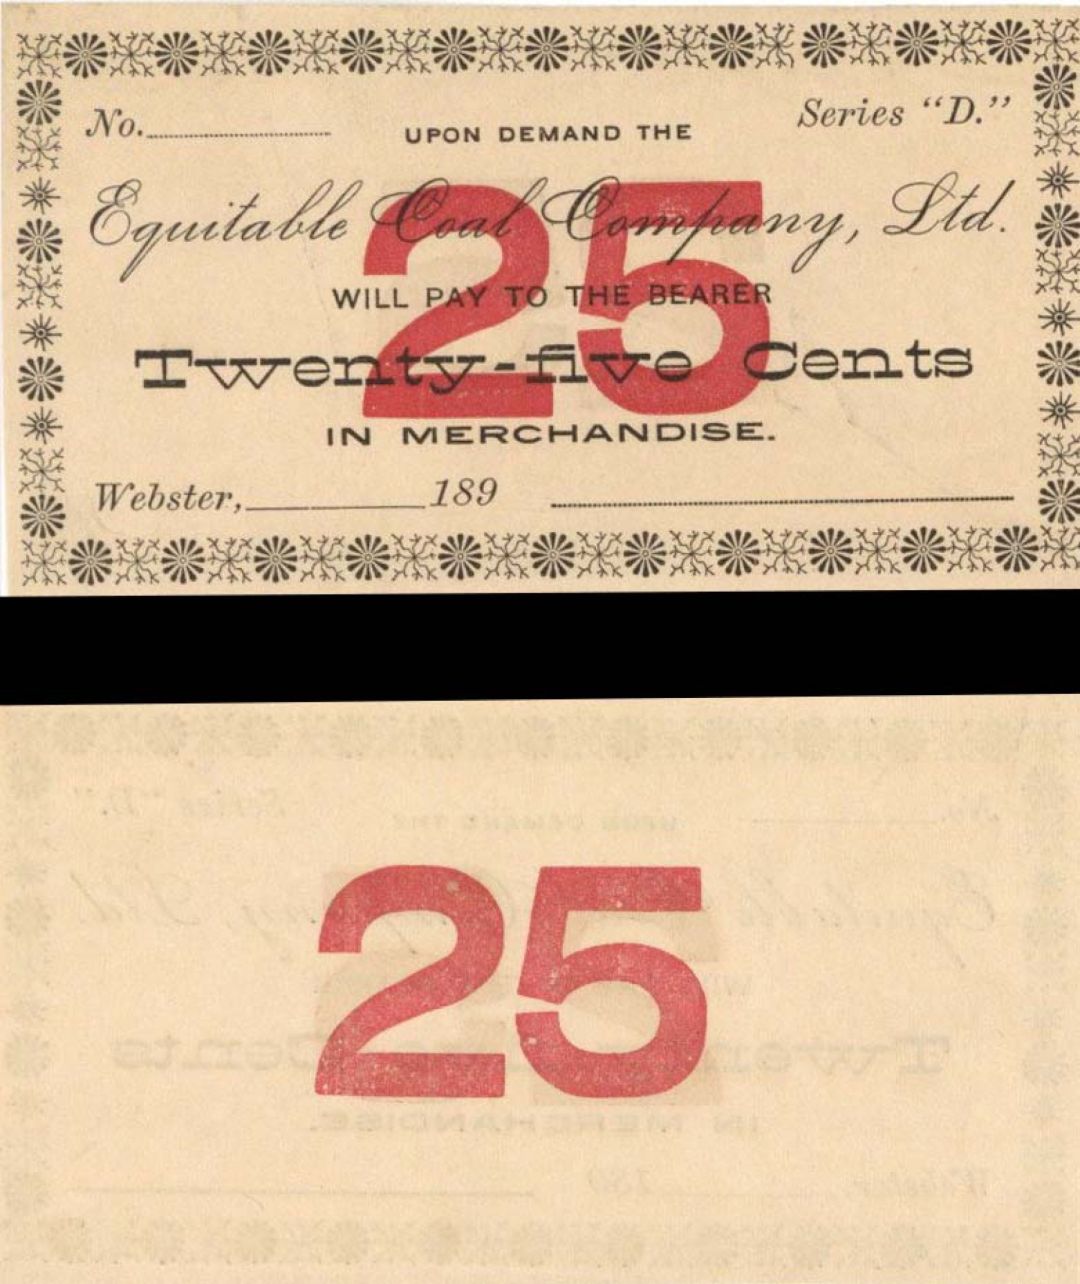 No. Series "D."
UPON DEMAND THE
Equitable Coal Company, Ltd.
25
WILL PAY TO THE BEARER
Twenty-five Cents
IN MERCHANDISE.
Webster, 189
25